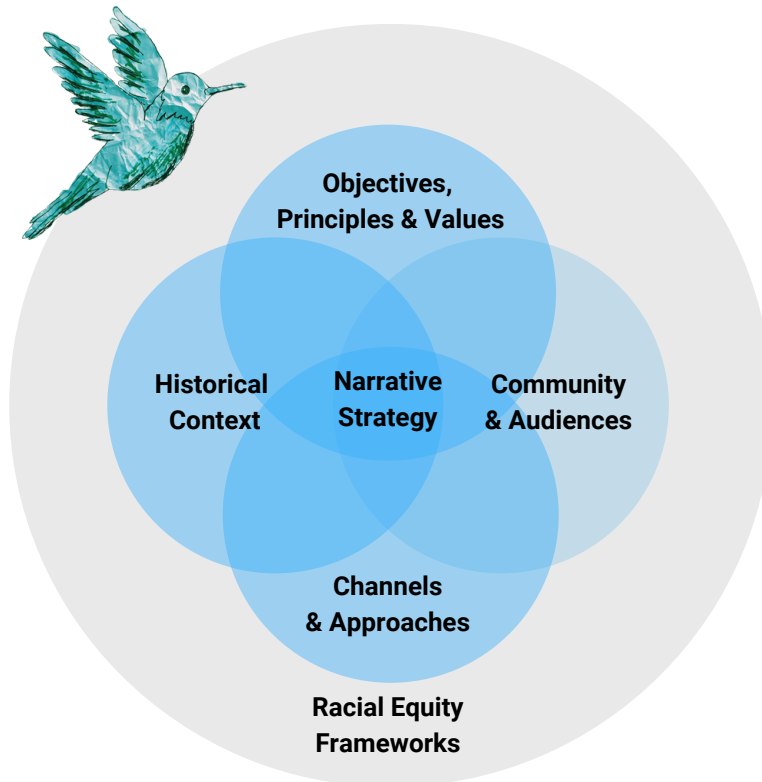 Objectives,
Principles & Values
Historical
Context
Narrative
Strategy
Community
& Audiences
Channels
& Approaches
Racial Equity
Frameworks